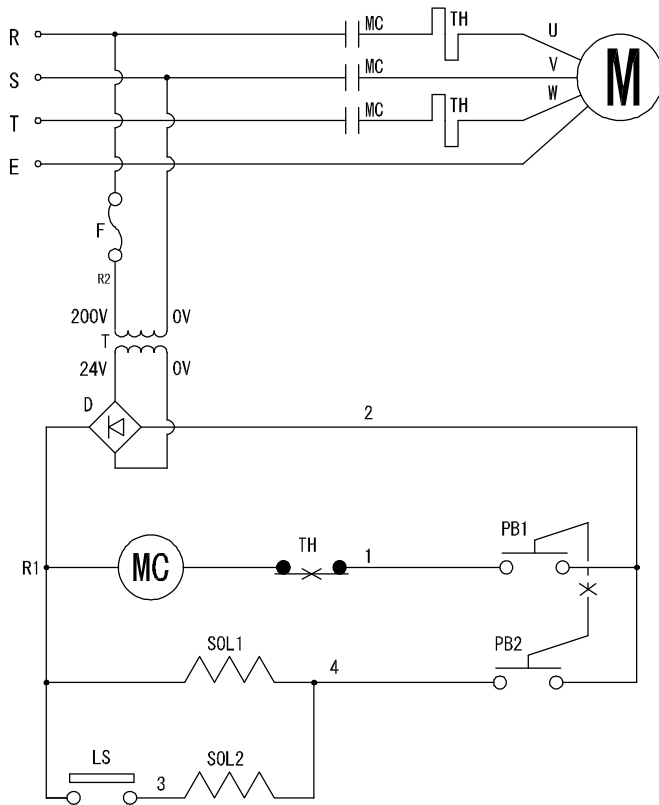 R
MC
TH
U
S
MC
V
M
T
MC
TH
W
E
F
R2
200V
0V
T
24V
0V
D
2
R1
MC
TH
1
PB1
SOL1
4
PB2
LS
3
SOL2